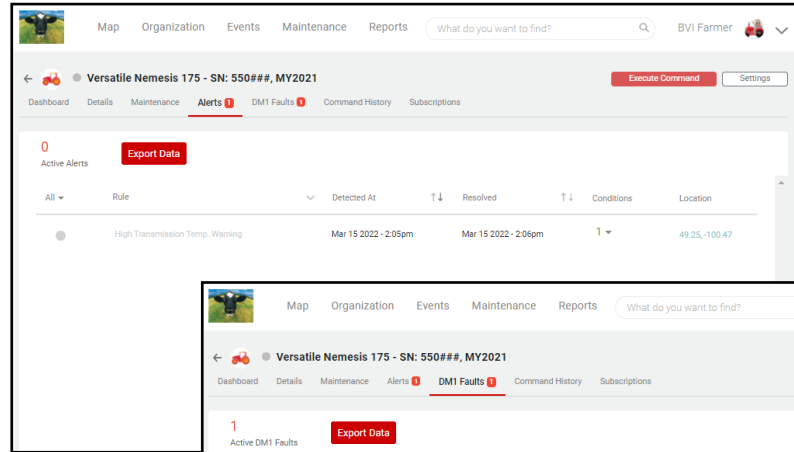 Map Organization Events Maintenance Reports What do you want to find? BVI Farmer
Versatile Nemesis 175 - SN: 550###, MY2021 Execute Command Settings
Dashboard Details Maintenance Alerts 1 DM1 Faults 1 Command History Subscriptions
0
Active Alerts
Export Data
All Rule Detected At Resolved Conditions Location
High Transmission Temp. Warning Mar 15 2022 - 2:05pm Mar 15 2022 - 2:06pm 1 49.25, -100.47
Map Organization Events Maintenance Reports What do you want to find?
Versatile Nemesis 175 - SN: 550###, MY2021
Dashboard Details Maintenance Alerts 1 DM1 Faults 1 Command History Subscriptions
1
Active DM1 Faults
Export Data